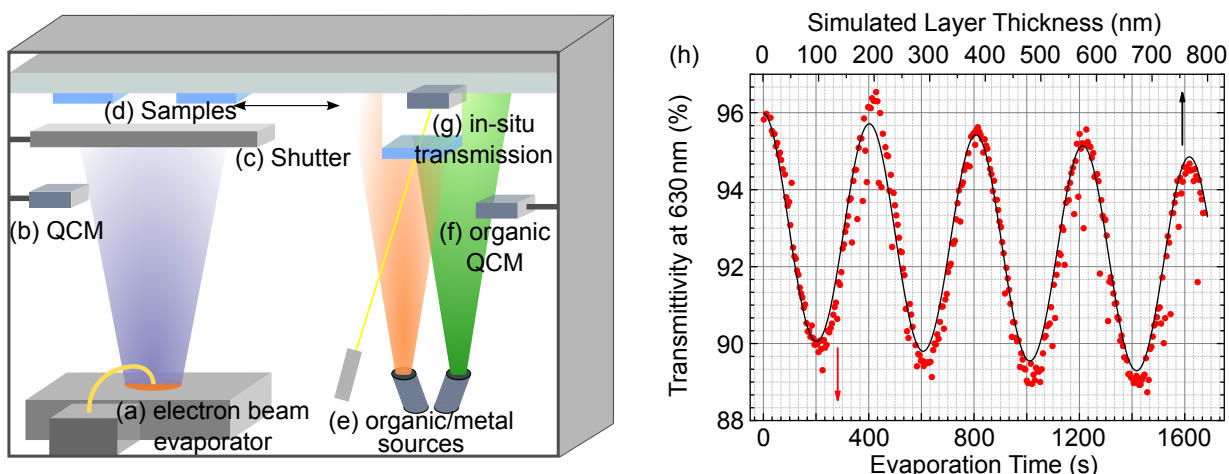 (d) Samples
(c) Shutter
(g) in-situ
transmission
(b) QCM
(f) organic
QCM
(a) electron beam
evaporator
(e) organic/metal
sources
(h)
Simulated Layer Thickness (nm)
0 100 200 300 400 500 600 700 800
Transmittivity at 630 nm (%)
96
94
92
90
88
0 400 800 1200 1600
Evaporation Time (s)